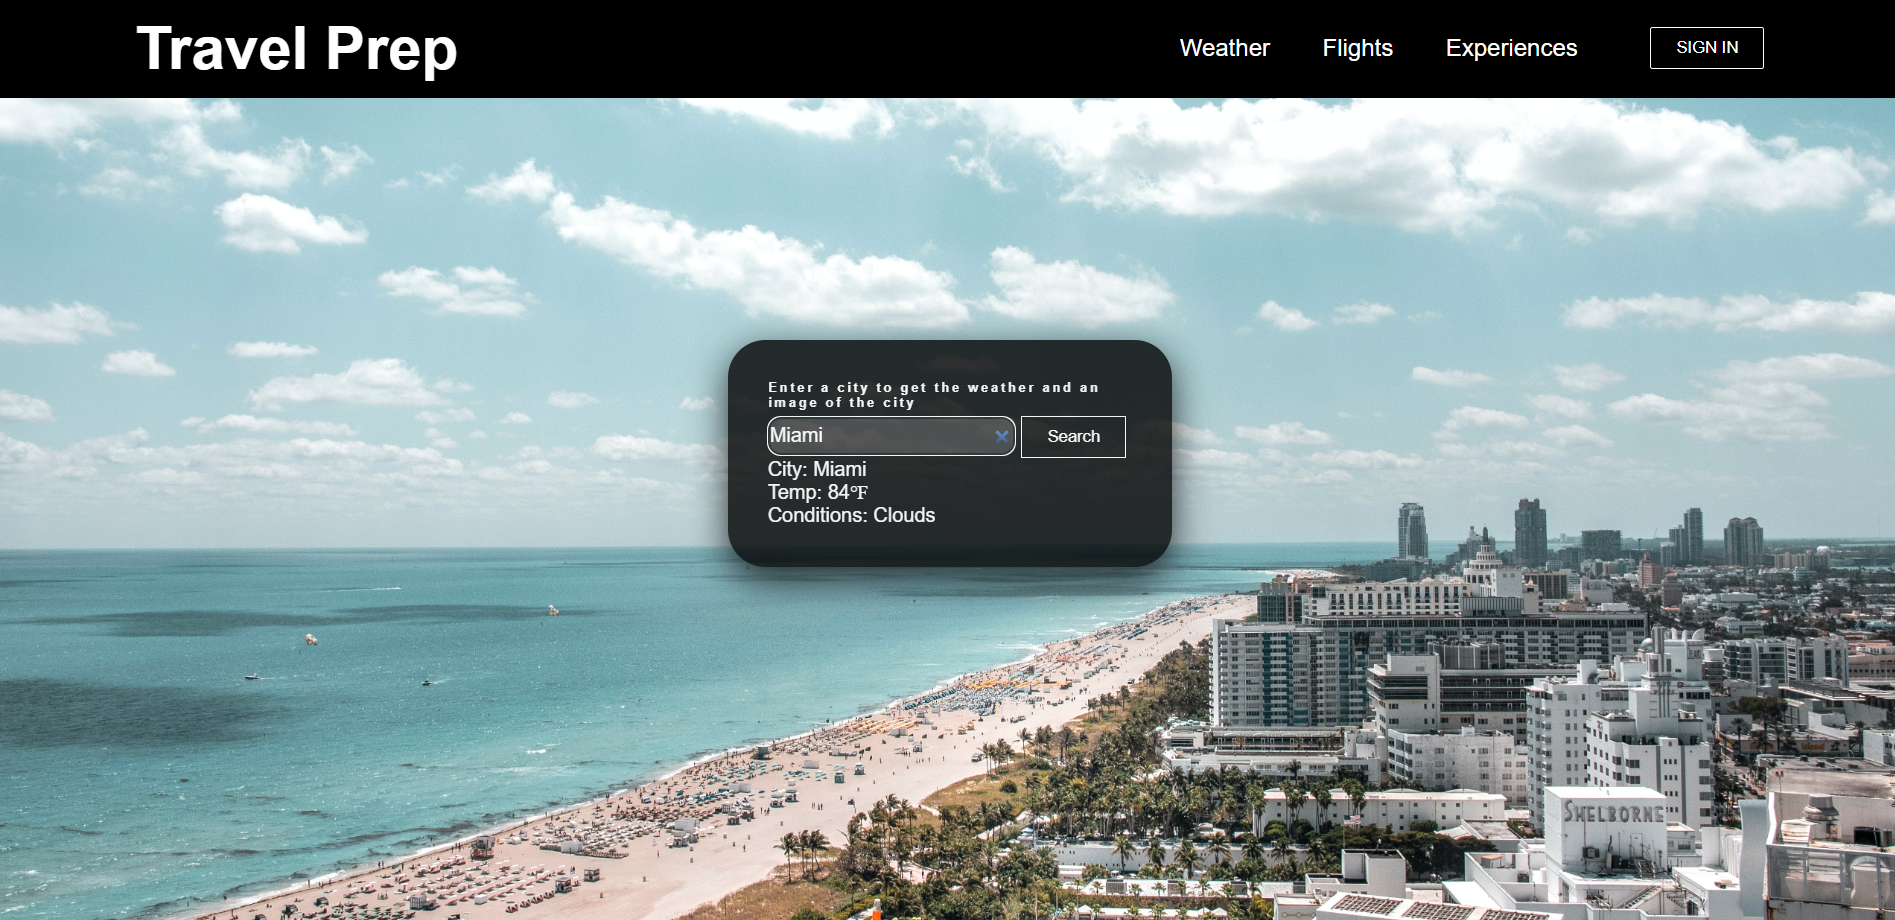 Travel Prep
Weather
Flights
Experiences
SIGN IN
Enter a city to get the weather and an
image of the city
Miami
Search
City: Miami
Temp: 84°F
Conditions: Clouds
SHELBORNE